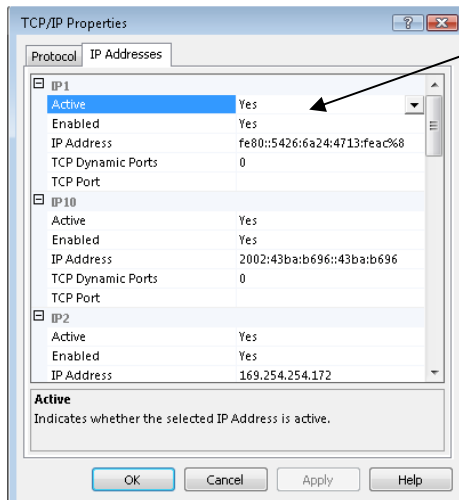 TCP/IP Properties
Protocol IP Addresses
IP1
Active Yes
Enabled Yes
IP Address fe80::5426:6a24:4713:feac%8
TCP Dynamic Ports 0
TCP Port
IP10
Active Yes
Enabled Yes
IP Address 2002:43ba:b696::43ba:b696
TCP Dynamic Ports 0
TCP Port
IP2
Active Yes
Enabled Yes
IP Address 169.254.254.172
Active
Indicates whether the selected IP Address is active.
OK Cancel Apply Help